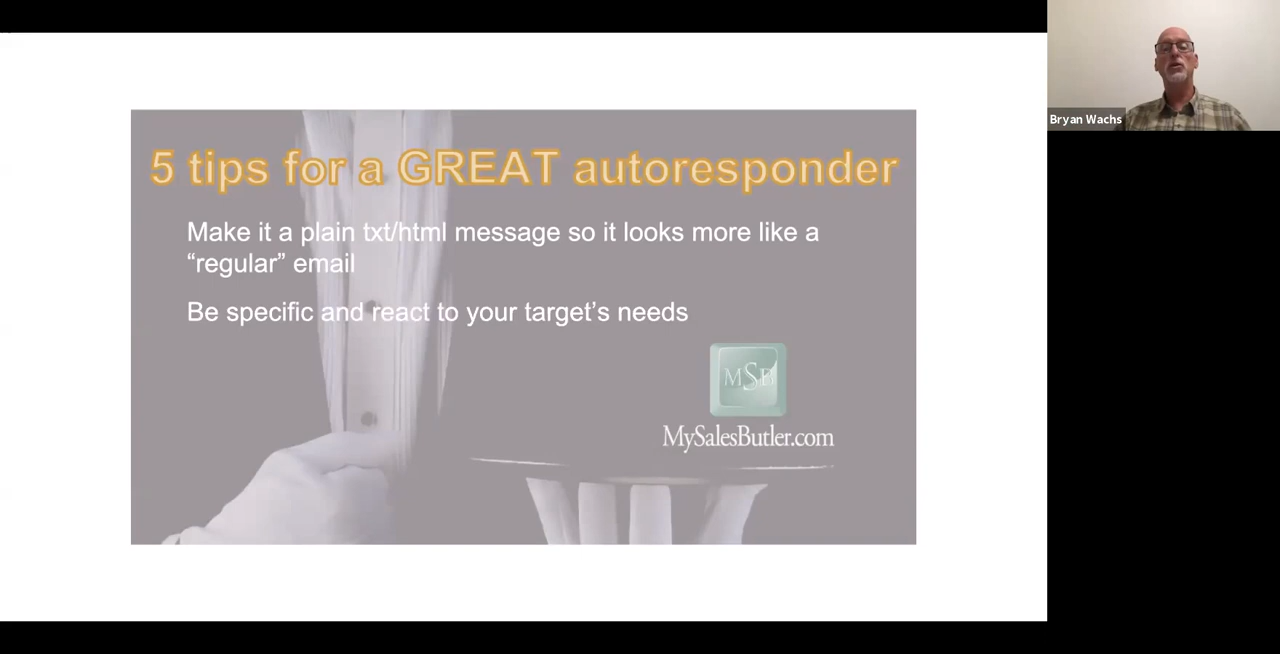 5 tips for a GREAT autoresponder
Make it a plain txt/html message so it looks more like a
“regular” email
Be specific and react to your target’s needs
MSB
MySalesButler.com
Bryan Wachs